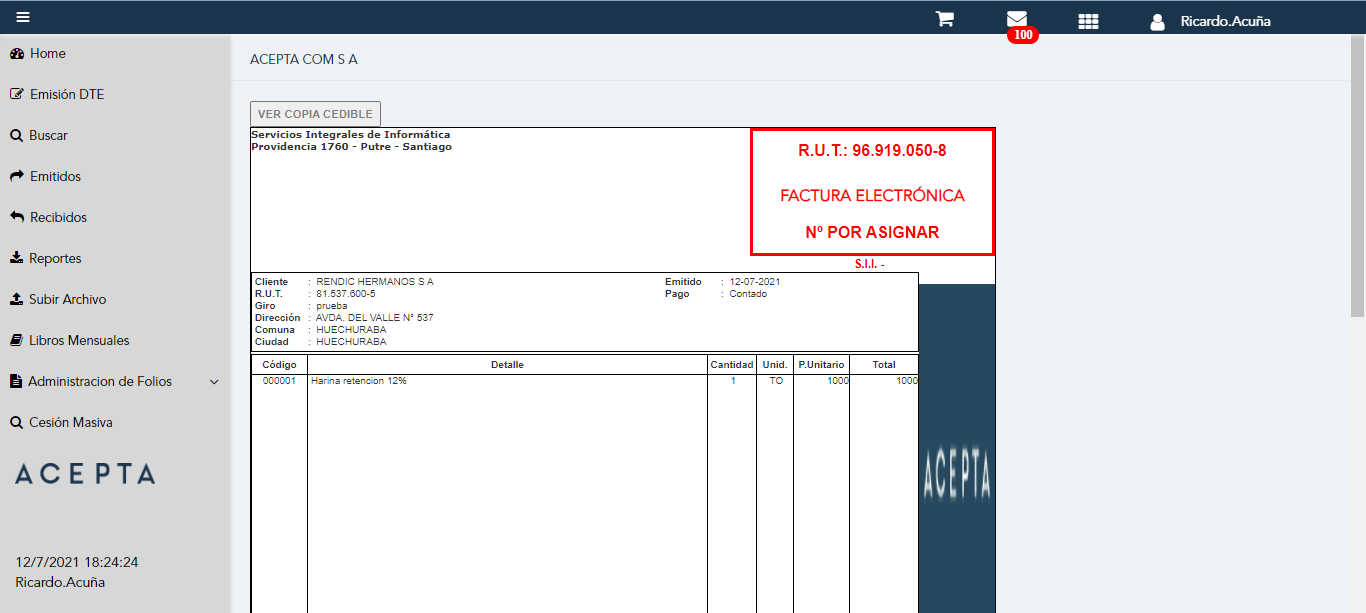 Ricardo.Acuña
100
Home
Emisión DTE
Buscar
Emitidos
Recibidos
Reportes
Subir Archivo
Libros Mensuales
Administracion de Folios
Cesión Masiva
ACEPTA
12/7/2021 18:24:24
Ricardo.Acuña
ACEPTA COM S A
VER COPIA CEDIBLE
Servicios Integrales de Informática
Providencia 1760 - Putre - Santiago
R.U.T.: 96.919.050-8
FACTURA ELECTRÓNICA
Nº POR ASIGNAR
S.I.I. -
Cliente : RENDIC HERMANOS S A Emitido : 12-07-2021
R.U.T. : 81.537.600-5 Pago : Contado
Giro : prueba
Dirección : AVDA. DEL VALLE N° 537
Comuna : HUECHURABA
Ciudad : HUECHURABA
Código Detalle Cantidad Unid. P.Unitario Total
000001 Harina retencion 12% 1 TO 1000 1000
ACEPTA